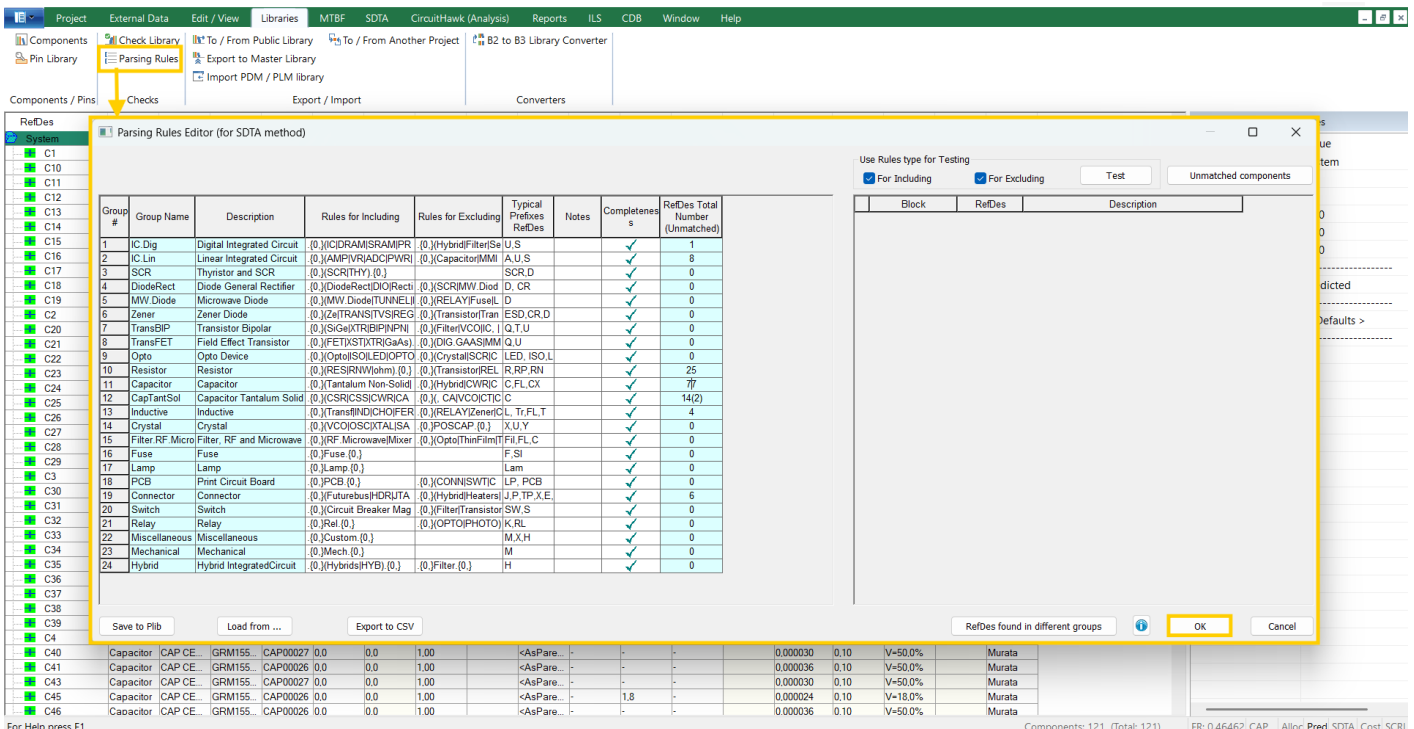 Project External Data Edit / View Libraries MTBF SDTA CircuitHawk (Analysis) Reports ILS CDB Window Help
Components Check Library To / From Public Library To / From Another Project B2 to B3 Library Converter
Pin Library Parsing Rules Export to Master Library
Import PDM / PLM library
Components / Pins Checks Export / Import Converters
RefDes
System
C1
C10
C11
C12
C13
C14
C15
C16
C17
C18
C19
C2
C20
C21
C22
C23
C24
C25
C26
C27
C28
C29
C3
C30
C31
C32
C33
C34
C35
C36
C37
C38
C39
C4
Parsing Rules Editor (for SDTA method)
Use Rules type for Testing
For Including For Excluding Test Unmatched components
Group # Group Name Description Rules for Including Rules for Excluding Typical Prefixes RefDes Notes Completeness RefDes Total Number (Unmatched)
Block RefDes Description
1 IC.Dig Digital Integrated Circuit .{0,}(IC|DRAM|SRAM|PR .{0,}(Hybrid|Filter|Se U,S 1
2 IC.Lin Linear Integrated Circuit .{0,}(AMP|VR|ADC|PWR| .{0,}(Capacitor|MMI A,U,S 8
3 SCR Thyristor and SCR .{0,}(SCR|THY).{0,} SCR,D 0
4 DiodeRect Diode General Rectifier .{0,}(DiodeRect|DIO|Recti .{0,}(SCR|MW.Diod D, CR 0
5 MW.Diode Microwave Diode .{0,}(MW.Diode|TUNNEL| .{0,}(RELAY|Fuse|L D 0
6 Zener Zener Diode .{0,}(Ze|TRANS|TVS|REG .{0,}(Transistor|Tran ESD,CR,D 0
7 TransBIP Transistor Bipolar .{0,}(SiGe|XTR|BIP|NPN| .{0,}(Filter|VCO|IC, | Q,T,U 0
8 TransFET Field Effect Transistor .{0,}(FET|XST|XTR|GaAs). .{0,}(DIG.GAAS|MM Q,U 0
9 Opto Opto Device .{0,}(Opto|ISO|LED|OPTO .{0,}(Crystal|SCR|C LED, ISO,L 0
10 Resistor Resistor .{0,}(RES|RNW|ohm).{0,} .{0,}(Transistor|REL R,RP,RN 25
11 Capacitor Capacitor .{0,}(Tantalum Non-Solid| .{0,}(Hybrid|CWR|C C,FL,CX 77
12 CapTantSol Capacitor Tantalum Solid .{0,}(CSR|CSS|CWR|CA .{0,}(, CA|VCO|CT|C C 14(2)
13 Inductive Inductive .{0,}(Transf|IND|CHO|FER .{0,}(RELAY|Zener|C L, Tr,FL,T 4
14 Crystal Crystal .{0,}(VCO|OSC|XTAL|SA .{0,}POSCAP.{0,} X,U,Y 0
15 Filter.RF.Micro Filter, RF and Microwave .{0,}(RF.Microwave|Mixer .{0,}(Opto|ThinFilm|T Fil,FL,C 0
16 Fuse Fuse .{0,}Fuse.{0,} F,SI 0
17 Lamp Lamp .{0,}Lamp.{0,} Lam 0
18 PCB Print Circuit Board .{0,}PCB.{0,} .{0,}(CONN|SWT|C LP, PCB 0
19 Connector Connector .{0,}(Futurebus|HDR|JTA .{0,}(Hybrid|Heaters| J,P,TP,X,E, 6
20 Switch Switch .{0,}(Circuit Breaker Mag .{0,}(Filter|Transistor SW,S 0
21 Relay Relay .{0,}Rel.{0,} .{0,}(OPTO|PHOTO) K,RL 0
22 Miscellaneous Miscellaneous .{0,}Custom.{0,} M,X,H 0
23 Mechanical Mechanical .{0,}Mech.{0,} M 0
24 Hybrid Hybrid IntegratedCircuit .{0,}(Hybrids|HYB).{0,} .{0,}Filter.{0,} H 0
Save to Plib Load from ... Export to CSV RefDes found in different groups OK Cancel
s
ue
tem
0
0
0
dicted
Defaults >
C40 Capacitor CAP CE... GRM155... CAP00027 0,0 0,0 1,00 <AsPare... - - - 0,000030 0,10 V=50,0% Murata
C41 Capacitor CAP CE... GRM155... CAP00026 0,0 0,0 1,00 <AsPare... - - - 0,000036 0,10 V=50,0% Murata
C43 Capacitor CAP CE... GRM155... CAP00027 0,0 0,0 1,00 <AsPare... - - - 0,000030 0,10 V=50,0% Murata
C45 Capacitor CAP CE... GRM155... CAP00026 0,0 0,0 1,00 <AsPare... - 1,8 - 0,000024 0,10 V=18,0% Murata
C46 Capacitor CAP CE... GRM155... CAP00026 0,0 0,0 1,00 <AsPare... - - - 0,000036 0,10 V=50,0% Murata
For Help press F1 Components: 121 (Total: 121) FR: 0,46462 CAP Alloc Pred SDTA Cost SCRL